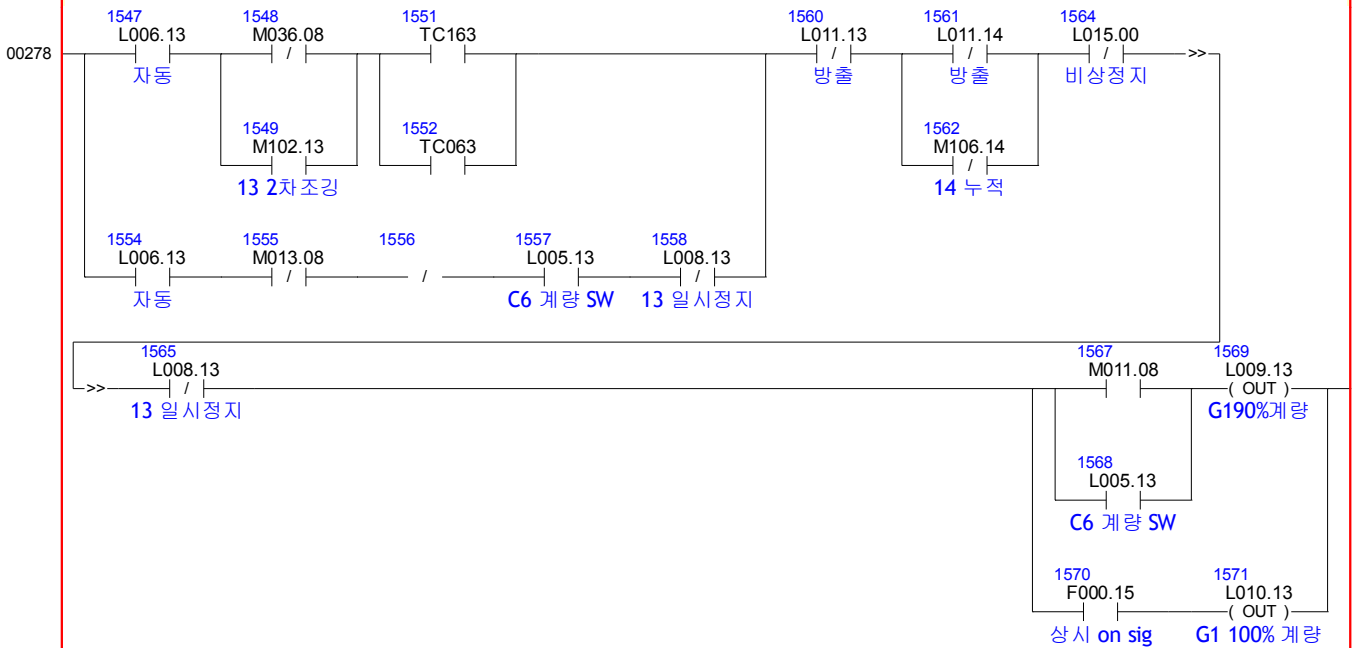 1547 1548 1551 1560 1561 1564
L006.13 M036.08 TC163 L011.13 L011.14 L015.00
00278 / / / / >>
자동 방출 방출 비상정지
1549 1552 1562
M102.13 TC063 M106.14
/
13 2차조깅 14 누적
1554 1555 1556 1557 1558
L006.13 M013.08 L005.13 L008.13
/ / /
자동 C6 계량 SW 13 일시정지
1565 1567 1569
L008.13 M011.08 L009.13
>> / ( OUT )
13 일시정지 G190%계량
1568
L005.13
C6 계량 SW
1570 1571
F000.15 L010.13
( OUT )
상시 on sig G1 100% 계량